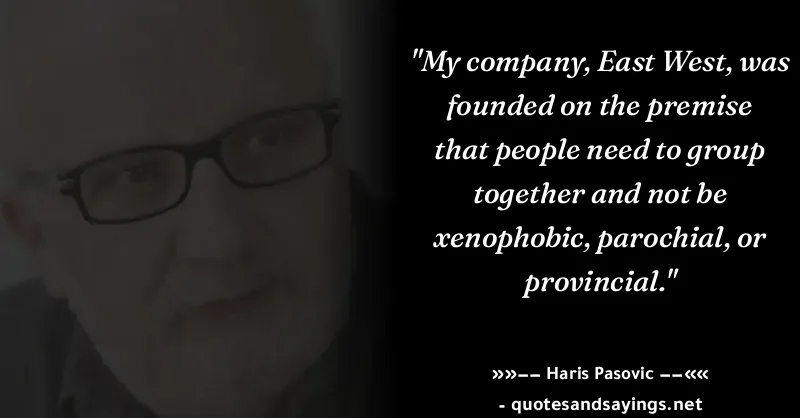 "My company, East West, was
founded on the premise
that people need to group
together and not be
xenophobic, parochial, or
provincial."
»»−− Haris Pasovic −−««
- quotesandsayings.net